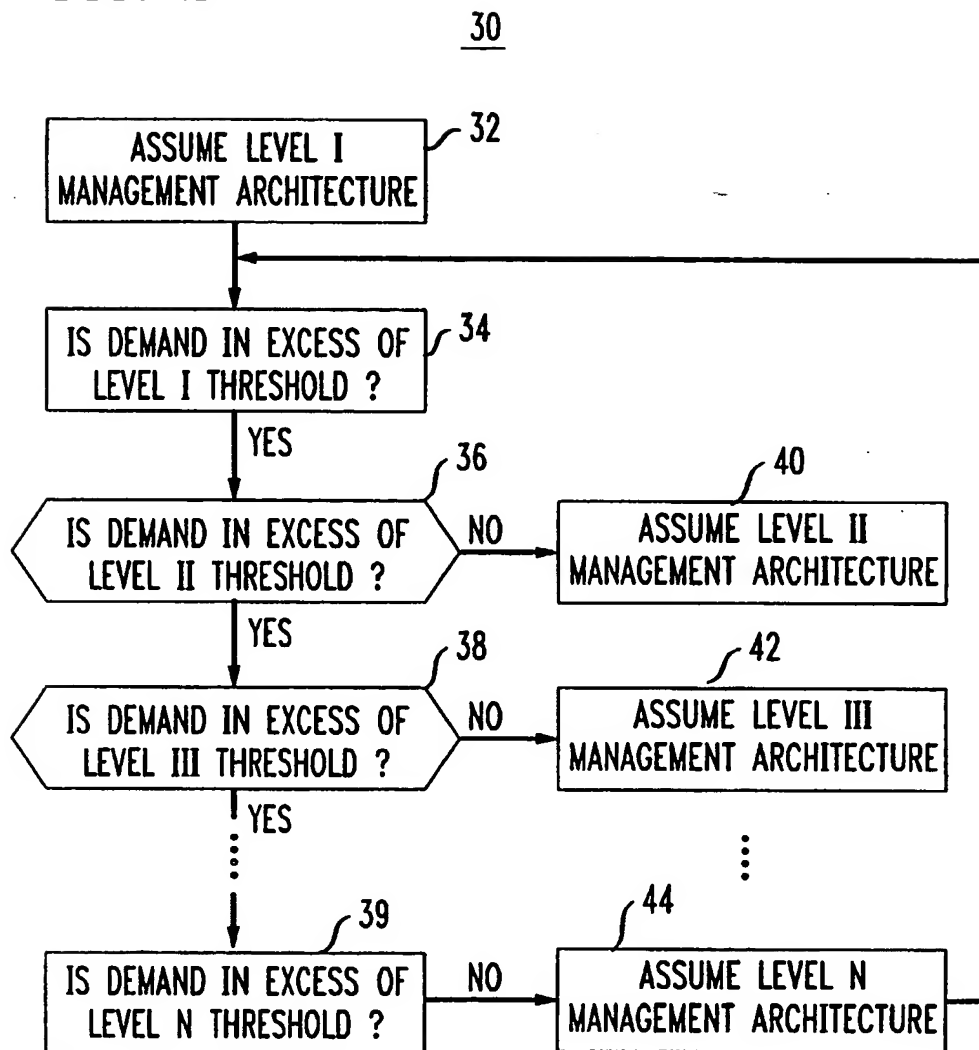 30
32
ASSUME LEVEL I
MANAGEMENT ARCHITECTURE
34
IS DEMAND IN EXCESS OF
LEVEL I THRESHOLD ?
YES
36
IS DEMAND IN EXCESS OF
LEVEL II THRESHOLD ?
NO
40
ASSUME LEVEL II
MANAGEMENT ARCHITECTURE
YES
38
IS DEMAND IN EXCESS OF
LEVEL III THRESHOLD ?
NO
42
ASSUME LEVEL III
MANAGEMENT ARCHITECTURE
YES
39
IS DEMAND IN EXCESS OF
LEVEL N THRESHOLD ?
NO
44
ASSUME LEVEL N
MANAGEMENT ARCHITECTURE